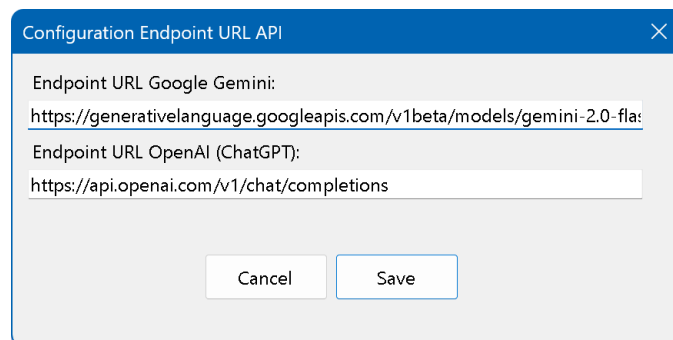 Configuration Endpoint URL API
Endpoint URL Google Gemini:
https://generativelanguage.googleapis.com/v1beta/models/gemini-2.0-flas
Endpoint URL OpenAI (ChatGPT):
https://api.openai.com/v1/chat/completions
Cancel Save